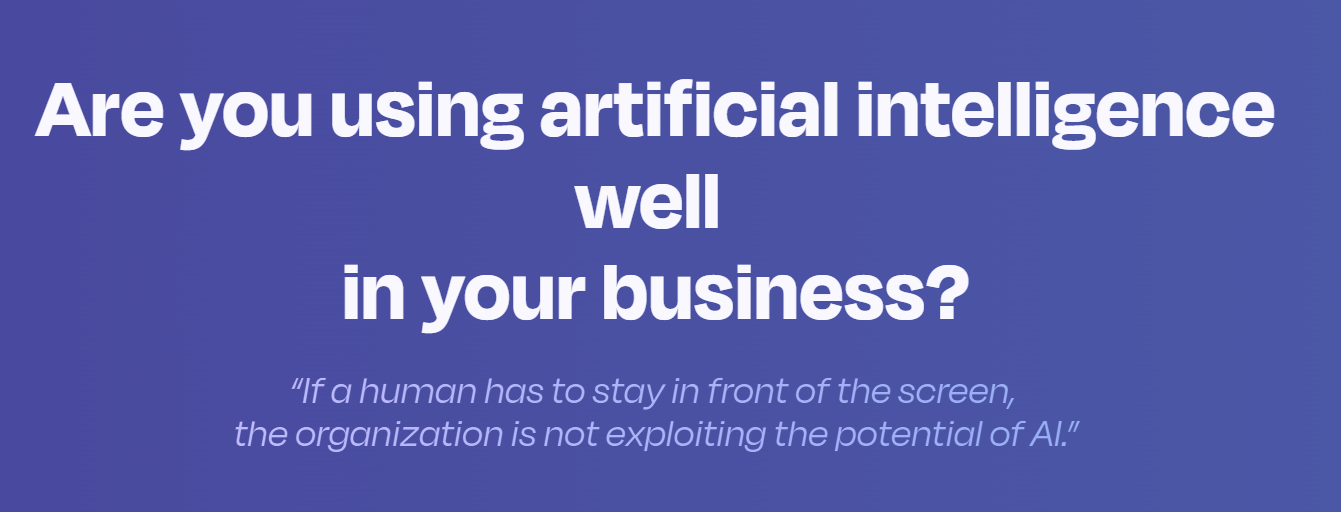 Are you using artificial intelligence
well
in your business?
“If a human has to stay in front of the screen,
the organization is not exploiting the potential of AI.”